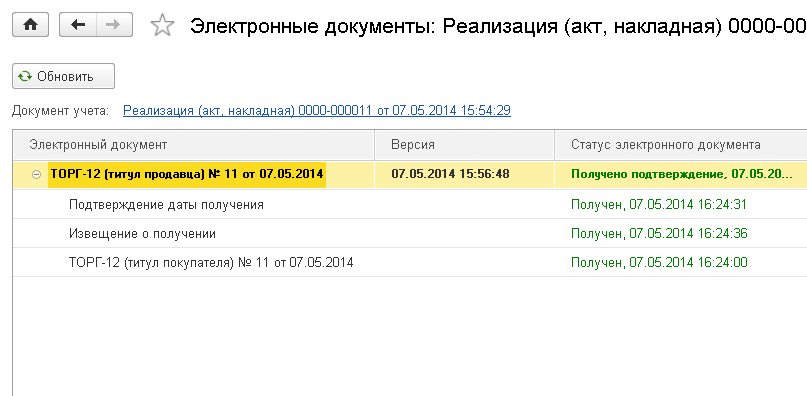 Электронные документы: Реализация (акт, накладная) 0000-00
Обновить
Документ учета: Реализация (акт, накладная) 0000-000011 от 07.05.2014 15:54:29
Электронный документ Версия Статус электронного документа
ТОРГ-12 (титул продавца) № 11 от 07.05.2014 07.05.2014 15:56:48 Получено подтверждение, 07.05.20...
Подтверждение даты получения Получен, 07.05.2014 16:24:31
Извещение о получении Получен, 07.05.2014 16:24:36
ТОРГ-12 (титул покупателя) № 11 от 07.05.2014 Получен, 07.05.2014 16:24:00